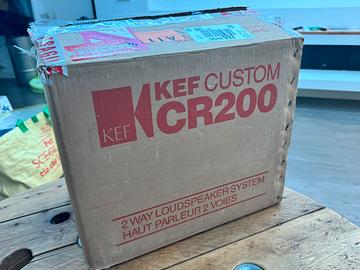 KEF CUSTOM
CR200
KEF
2 WAY LOUDSPEAKER SYSTEM
HAUT PARLEUR 2 VOIES